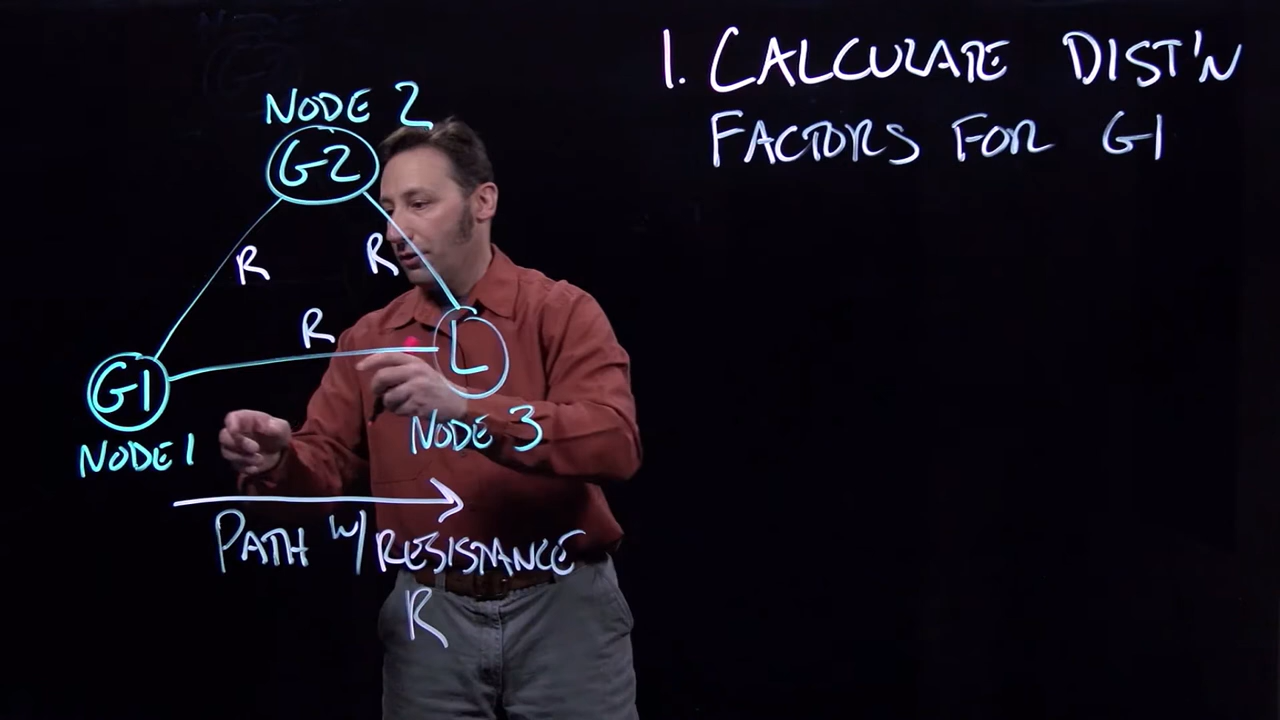 1. CALCULATE DIST'N
FACTORS FOR G1
NODE 2
G2
R
R
R
L
G1
NODE 3
NODE 1
PATH W/ RESISTANCE
R